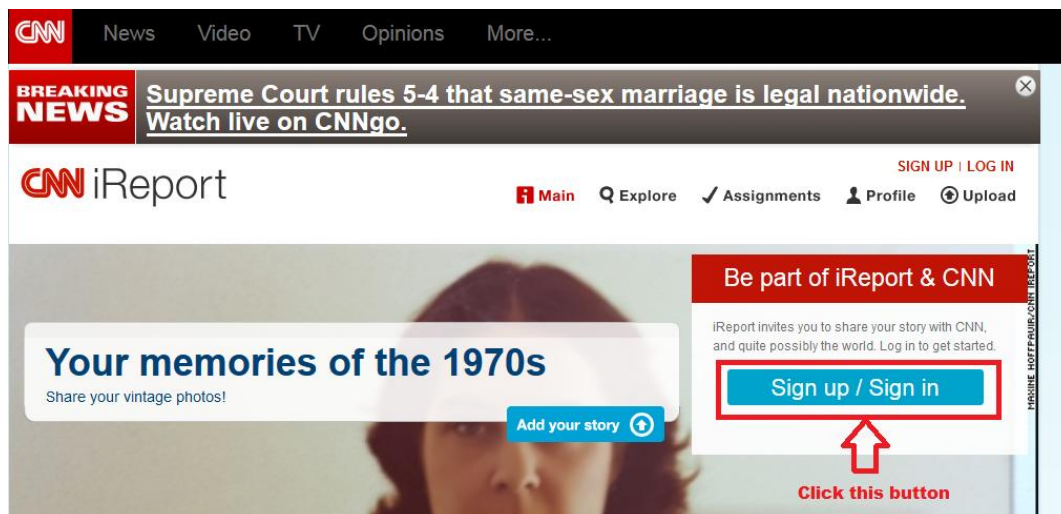 CNN News Video TV Opinions More...
BREAKING
NEWS
Supreme Court rules 5-4 that same-sex marriage is legal nationwide.
Watch live on CNNgo.
CNN iReport
SIGN UP | LOG IN
Main Explore Assignments Profile Upload
Be part of iReport & CNN
iReport invites you to share your story with CNN,
and quite possibly the world. Log in to get started.
Sign up / Sign in
Click this button
Your memories of the 1970s
Share your vintage photos!
Add your story
MAXINE HOFFPAUIR/CNN IREPORT